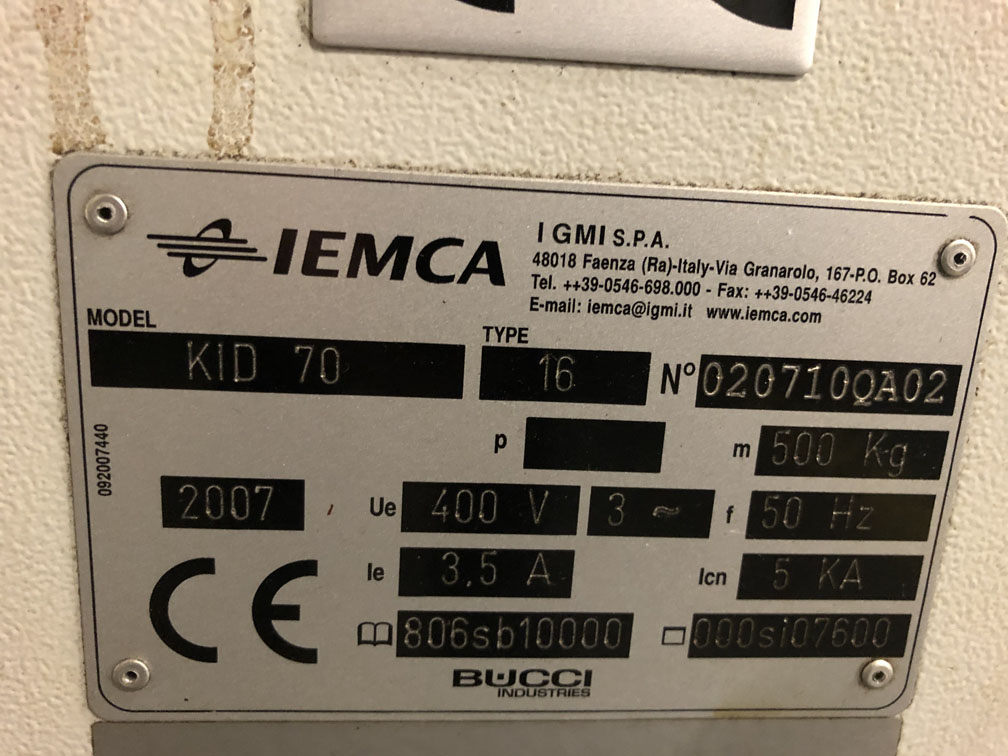 IEMCA
I GMI S.P.A.
48018 Faenza (Ra)-Italy-Via Granarolo, 167-P.O. Box 62
Tel. ++39-0546-698.000 - Fax: ++39-0546-46224
E-mail: iemca@igmi.it www.iemca.com
MODEL KID 70
TYPE 16
N° 020710QA02
p
m 500 Kg
092007440
2007
Ue 400 V 3 ≈ f 50 Hz
Ie 3,5 A Icn 5 KA
CE
806sb10000 000si07600
BUCCI
INDUSTRIES